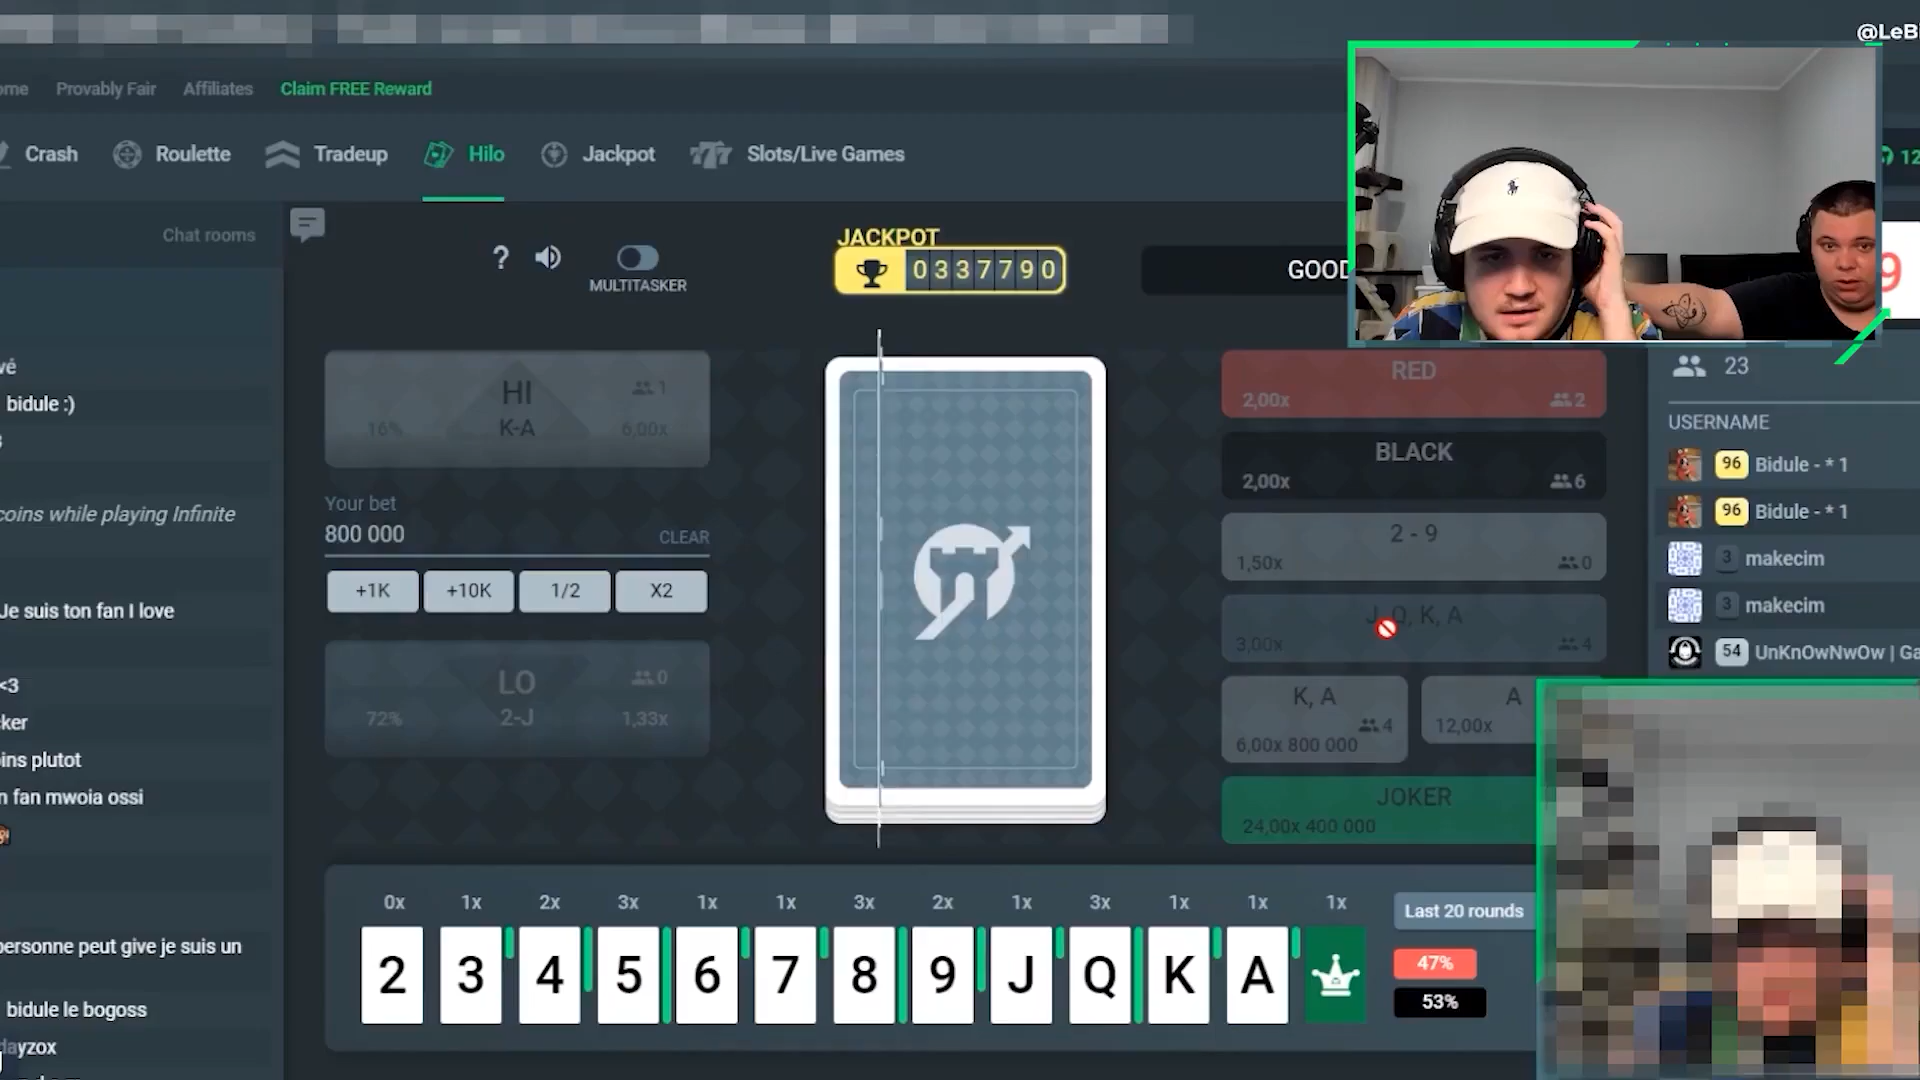 @LeBi
ome Provably Fair Affiliates Claim FREE Reward
Crash Roulette Tradeup Hilo Jackpot Slots/Live Games
12
Chat rooms
? MULTITASKER
JACKPOT
0337790
GOOD
9
vé
bidule :)
coins while playing Infinite
Je suis ton fan I love
<3
cker
ins plutot
n fan mwoia ossi
personne peut give je suis un
bidule le bogoss
dayzox
HI
1
16% K-A 6,00x
Your bet
800 000
CLEAR
+1K +10K 1/2 X2
LO
0
72% 2-J 1,33x
RED
2,00x 2
BLACK
2,00x 6
2 - 9
1,50x 0
J, Q, K, A
3,00x 4
K, A
4
6,00x 800 000
A
12,00x
JOKER
24,00x 400 000
23
USERNAME
96 Bidule - * 1
96 Bidule - * 1
3 makecim
3 makecim
54 UnKnOwNwOw | Ga
0x 1x 2x 3x 1x 1x 3x 2x 1x 3x 1x 1x 1x
2 3 4 5 6 7 8 9 J Q K A
Last 20 rounds
47%
53%